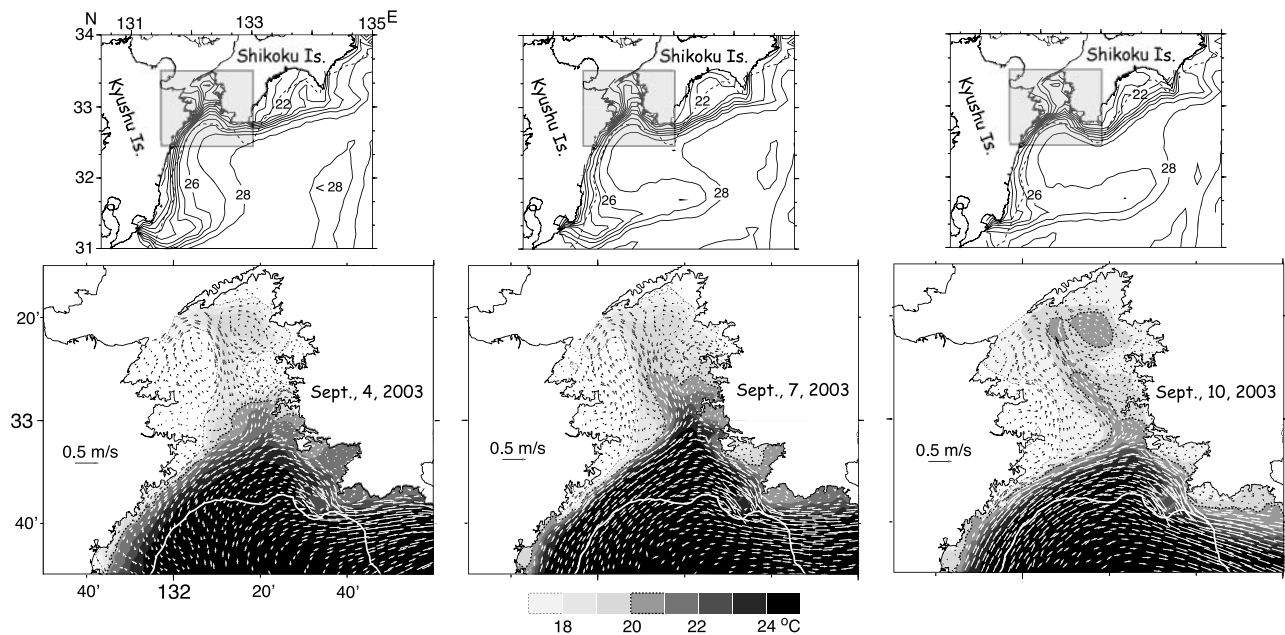 N 131 133 135 E
34
33
32
31
Shikoku Is.
Kyushu Is.
22
26
28
< 28
Shikoku Is.
Kyushu Is.
22
26
28
Shikoku Is.
Kyushu Is.
22
26
28
20'
33
40'
Sept., 4, 2003
0.5 m/s
40' 132 20' 40'
Sept., 7, 2003
0.5 m/s
Sept., 10, 2003
0.5 m/s
18 20 22 24 °C